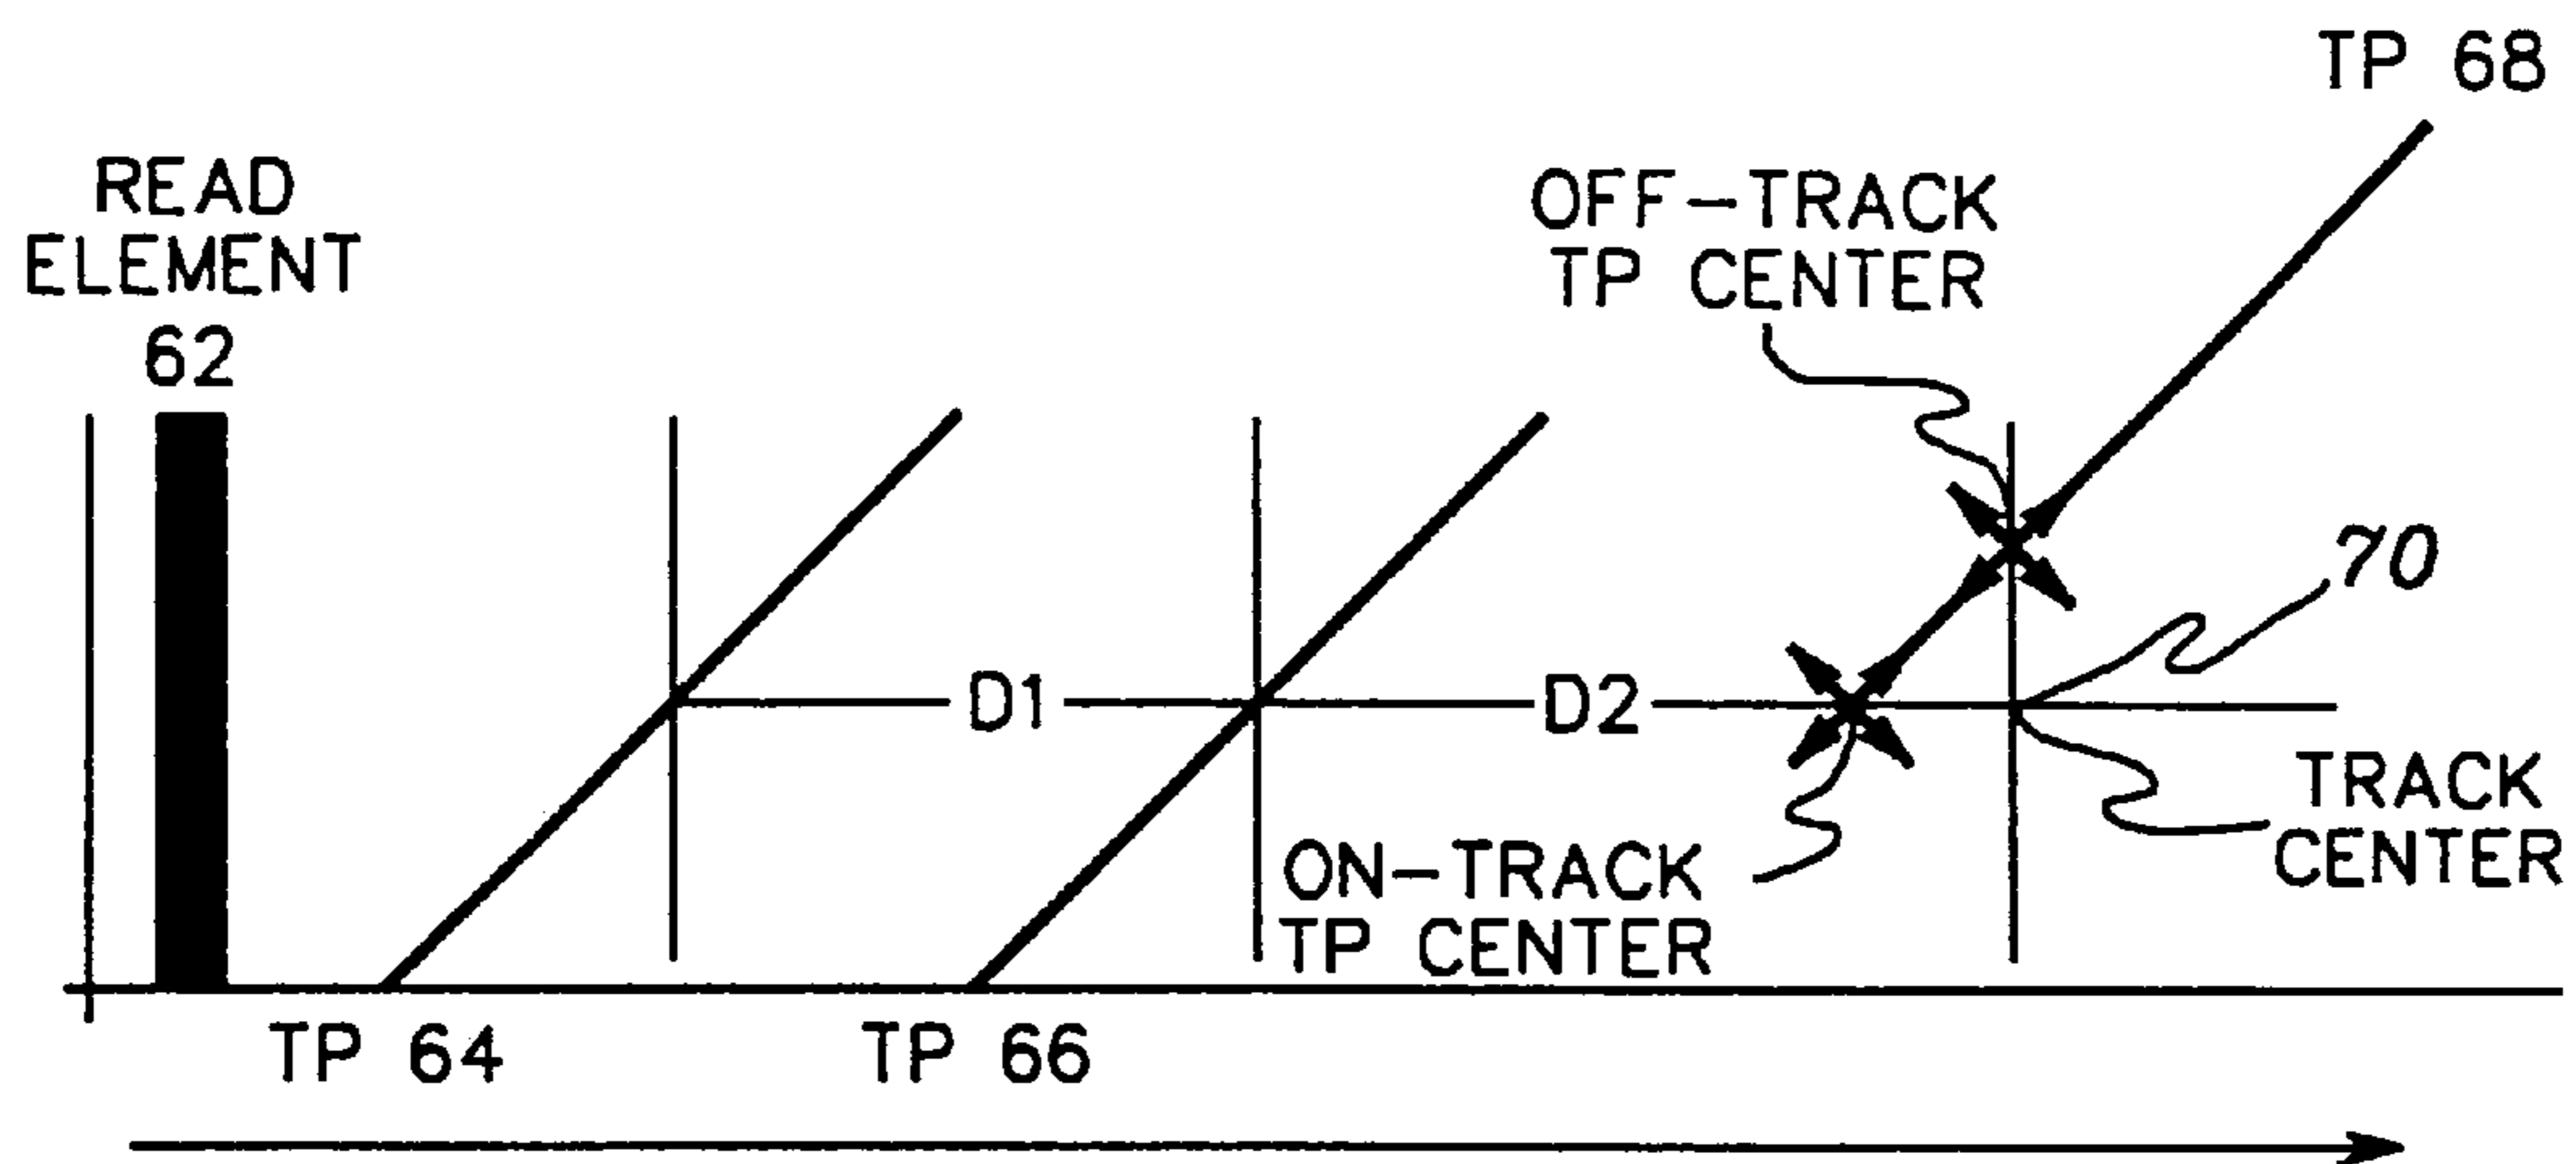 TP 68
READ
ELEMENT
62
OFF-TRACK
TP CENTER
70
D1
D2
TRACK
CENTER
ON-TRACK
TP CENTER
TP 64
TP 66